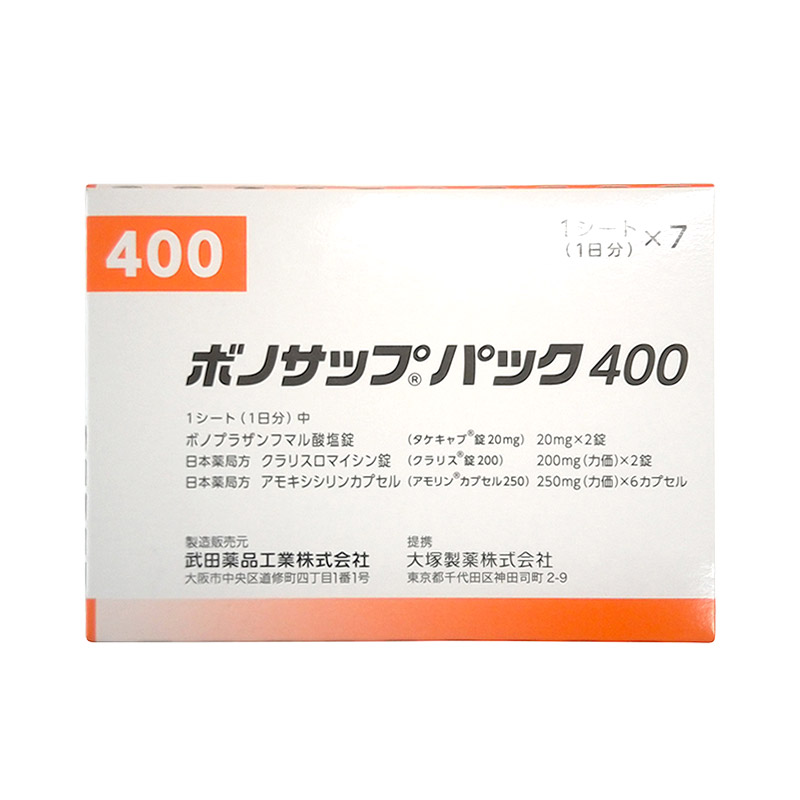 400
1シート
(1日分) ×7
ボノサップ®パック400
1シート(1日分)中
ボノプラザンフマル酸塩錠 (タケキャブ®錠20mg) 20mg×2錠
日本薬局方 クラリスロマイシン錠 (クラリス®錠200) 200mg(力価)×2錠
日本薬局方 アモキシシリンカプセル (アモリン®カプセル250) 250mg(力価)×6カプセル
製造販売元
武田薬品工業株式会社
大阪市中央区道修町四丁目1番1号
提携
大塚製薬株式会社
東京都千代田区神田司町2-9